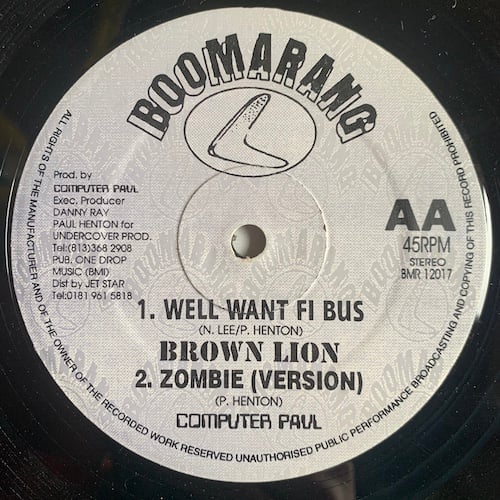 BOOMARANG
Prod. by
COMPUTER PAUL
Exec. Producer
DANNY RAY
PAUL HENTON for
UNDERCOVER PROD.
Tel:(813)368 2908
PUB. ONE DROP
MUSIC (BMI)
Dist by JET STAR
Tel:0181 961 5818
AA
45RPM
STEREO
BMR 12017
1. WELL WANT FI BUS
(N. LEE/P. HENTON)
BROWN LION
2. ZOMBIE (VERSION)
(P. HENTON)
COMPUTER PAUL
ALL RIGHTS OF THE MANUFACTURER AND OF THE OWNER OF THE RECORDED WORK RESERVED UNAUTHORISED PUBLIC PERFORMANCE BROADCASTING AND COPYING OF THIS RECORD PROHIBITED